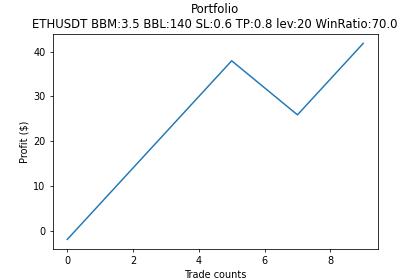 Portfolio
ETHUSDT BBM:3.5 BBL:140 SL:0.6 TP:0.8 lev:20 WinRatio:70.0
40
30
20
10
0
Profit ($)
0 2 4 6 8
Trade counts